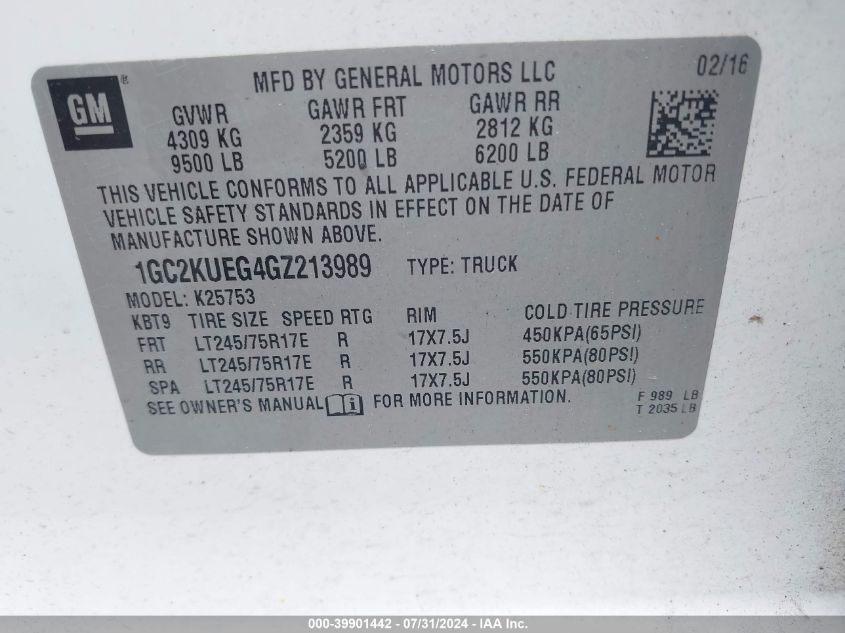 GM ®
MFD BY GENERAL MOTORS LLC 02/16
GVWR GAWR FRT GAWR RR
4309 KG 2359 KG 2812 KG
9500 LB 5200 LB 6200 LB
THIS VEHICLE CONFORMS TO ALL APPLICABLE U.S. FEDERAL MOTOR
VEHICLE SAFETY STANDARDS IN EFFECT ON THE DATE OF
MANUFACTURE SHOWN ABOVE.
1GC2KUEG4GZ213989 TYPE: TRUCK
MODEL: K25753
KBT9 TIRE SIZE SPEED RTG RIM COLD TIRE PRESSURE
FRT LT245/75R17E R 17X7.5J 450KPA(65PSI)
RR LT245/75R17E R 17X7.5J 550KPA(80PSI)
SPA LT245/75R17E R 17X7.5J 550KPA(80PSI)
SEE OWNER'S MANUAL FOR MORE INFORMATION.
F 989 LB
T 2035 LB
000-39901442 - 07/31/2024 - IAA Inc.